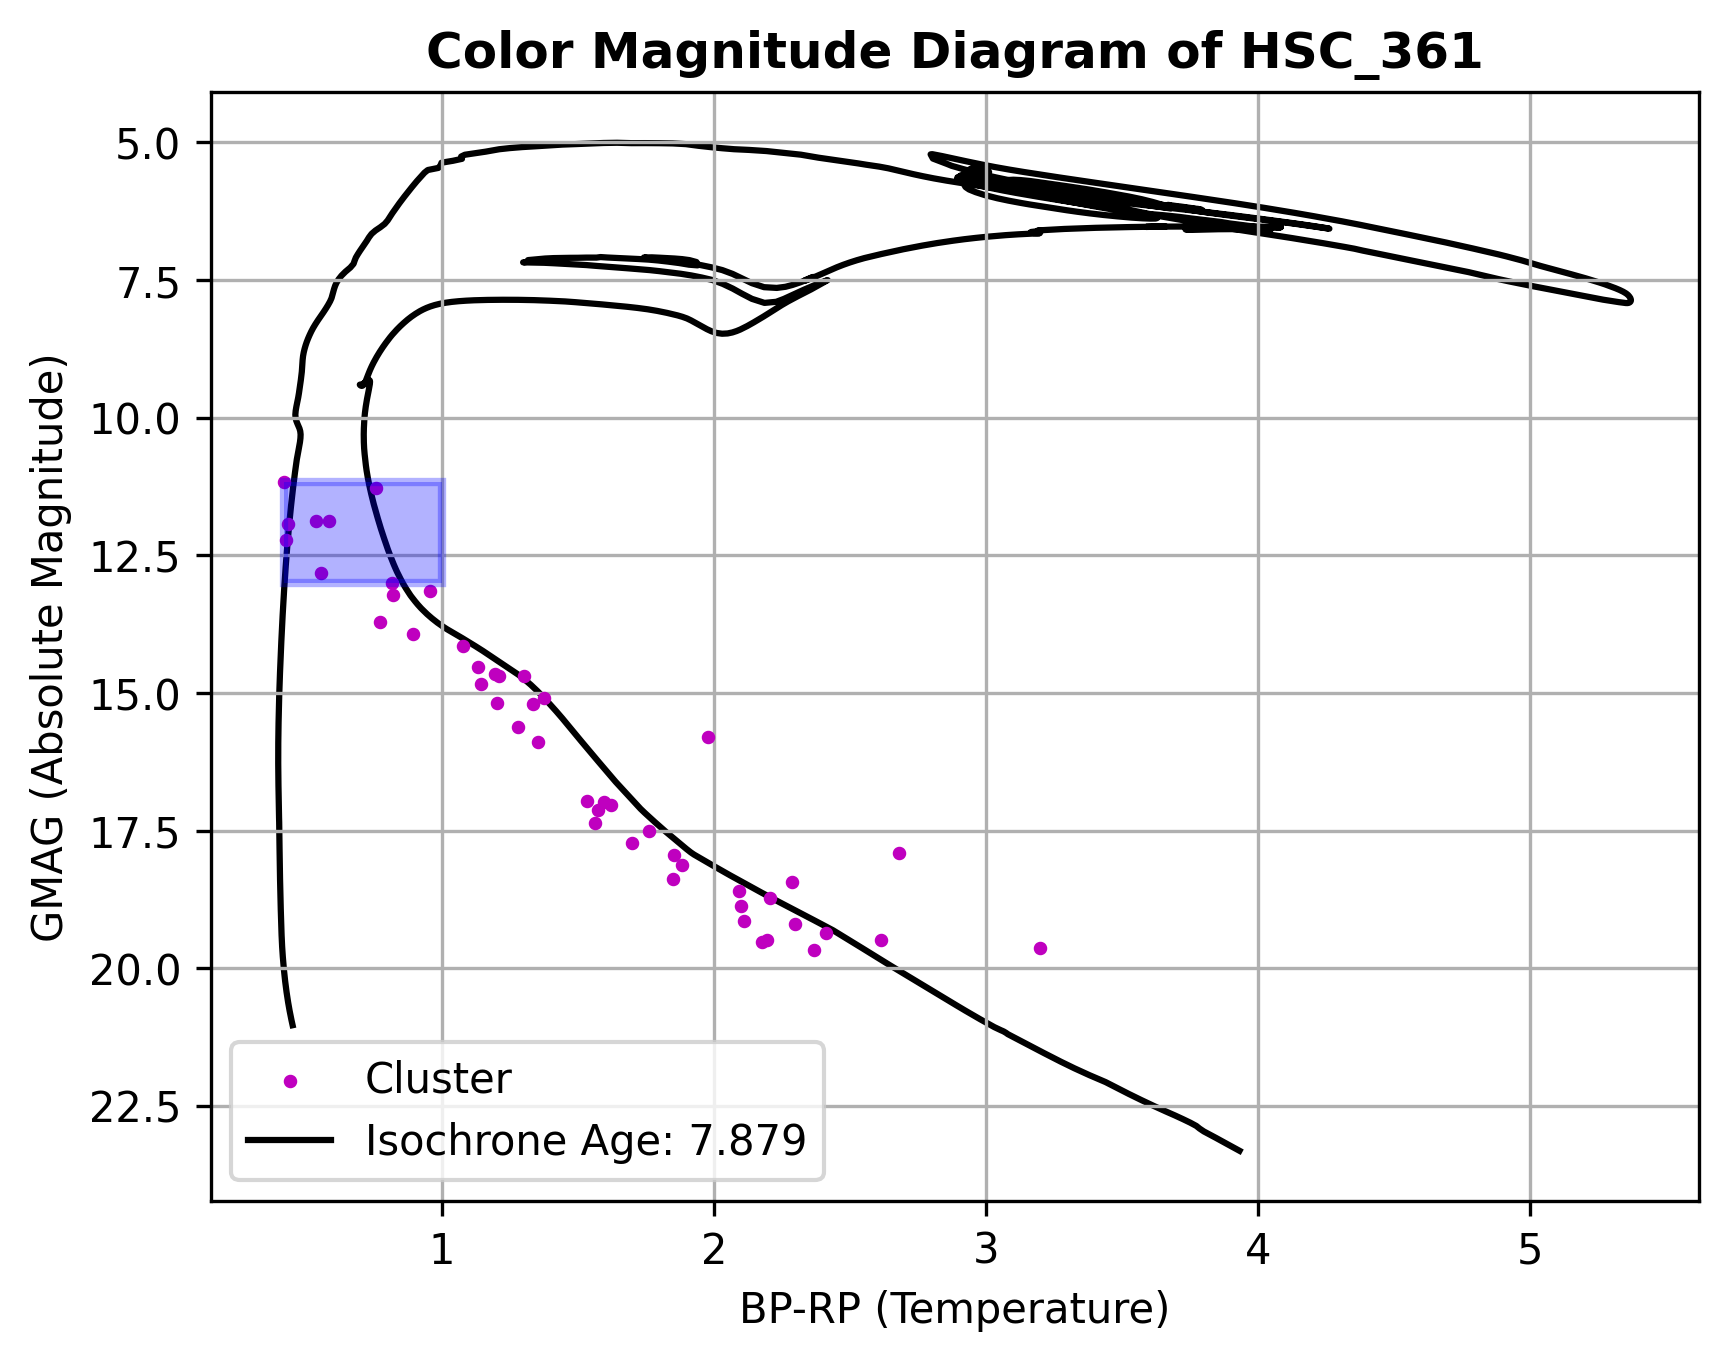 Color Magnitude Diagram of HSC_361
5.0
7.5
10.0
12.5
15.0
17.5
20.0
22.5
GMAG (Absolute Magnitude)
Cluster
Isochrone Age: 7.879
1 2 3 4 5
BP-RP (Temperature)